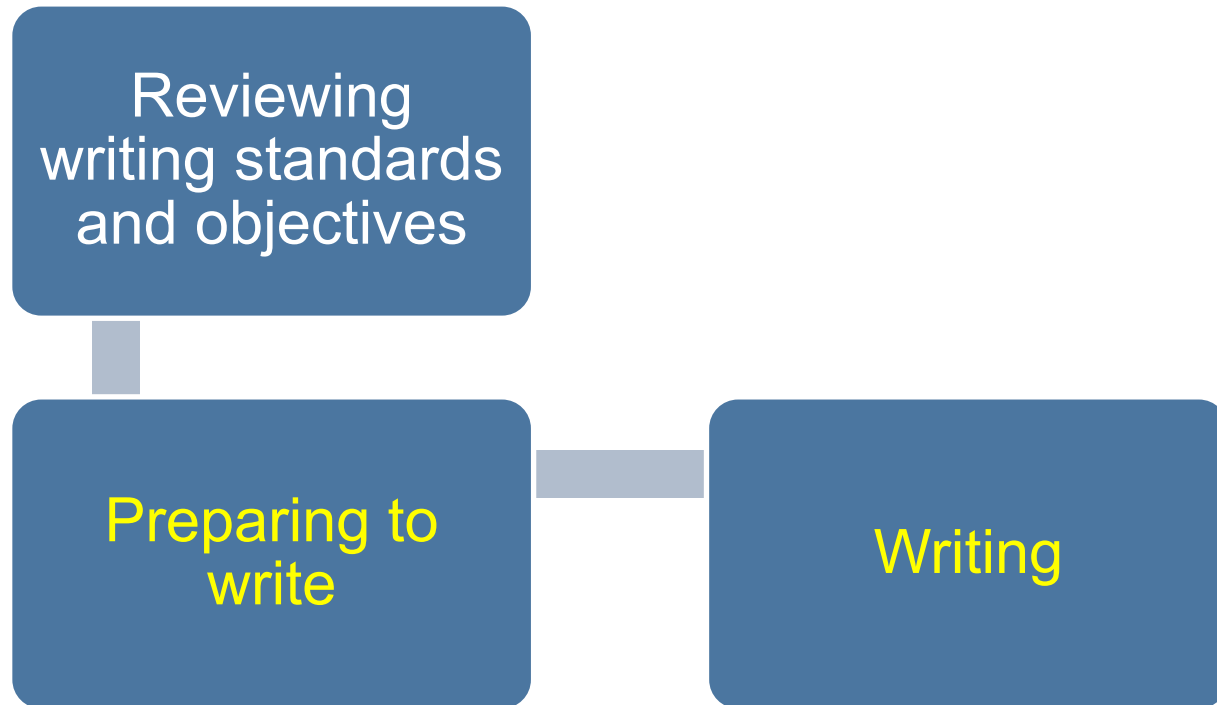 Reviewing
writing standards
and objectives
Preparing to
write
Writing